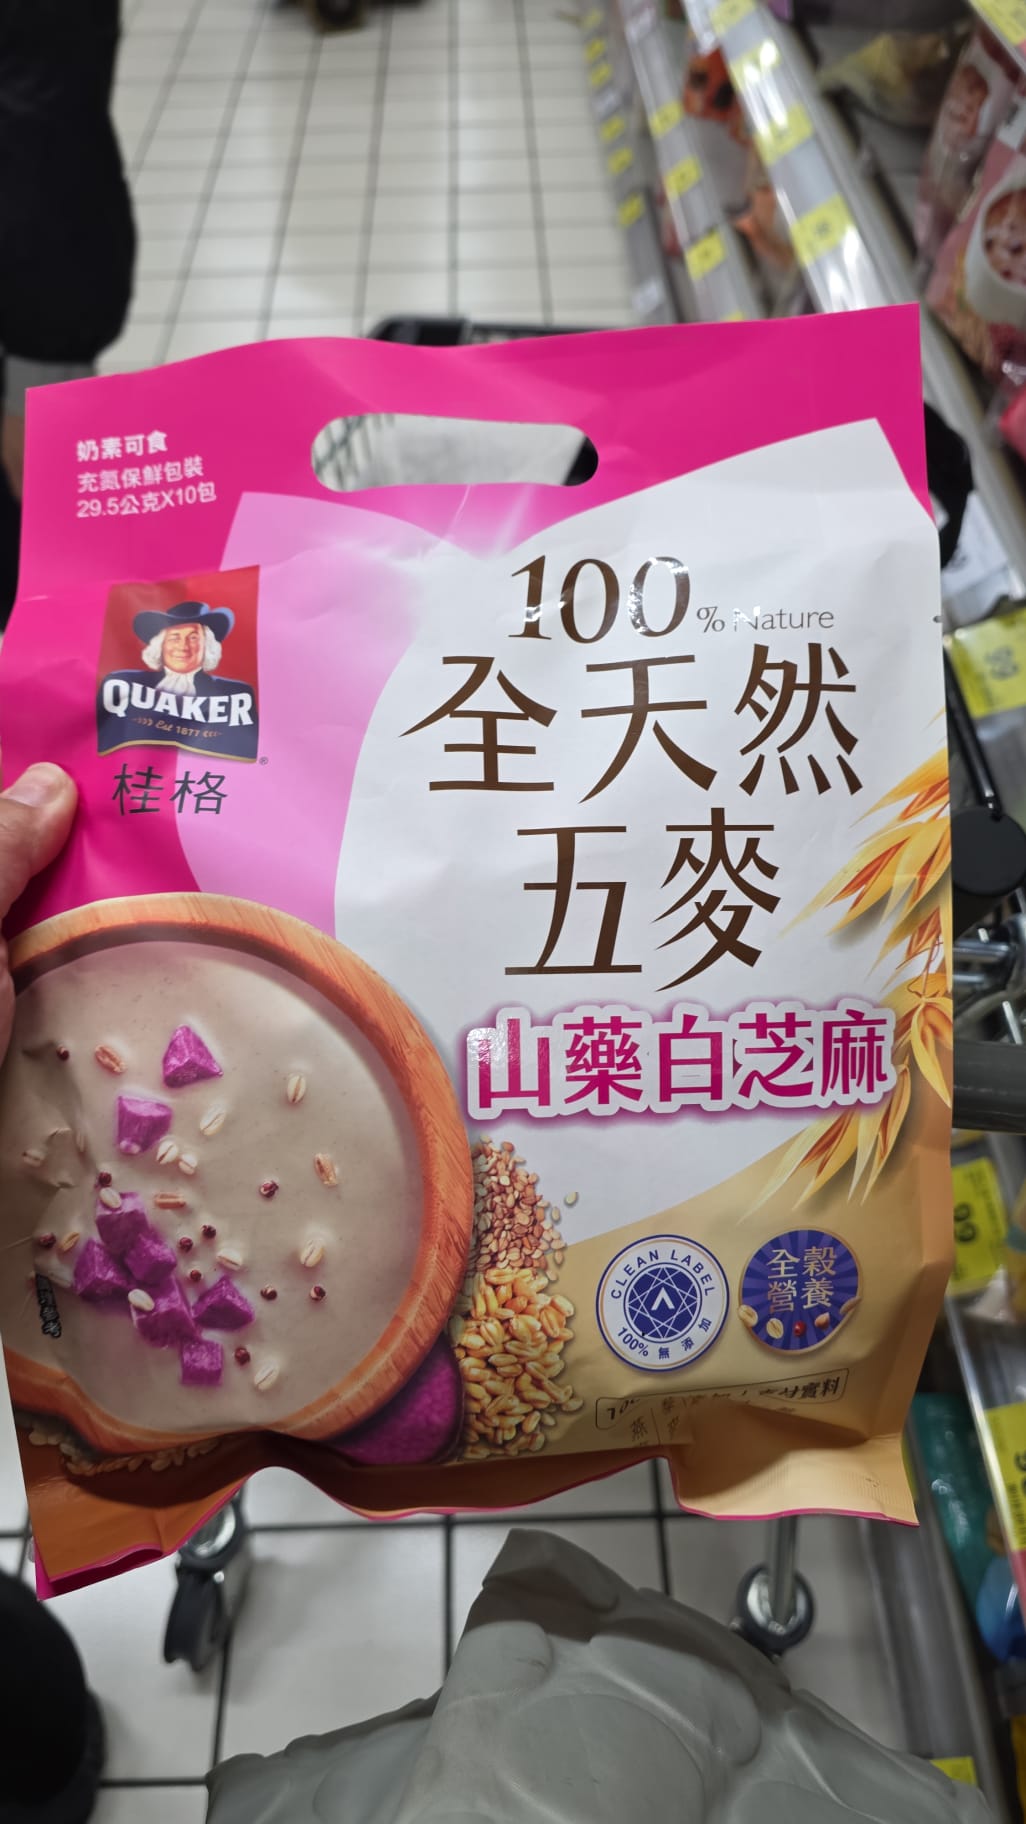 奶素可食
充氮保鮮包裝
29.5公克X10包
QUAKER
Est 1877
桂格
100% Nature
全天然
五麥
山藥白芝麻
CLEAN LABEL
100% 無添加
全穀
營養